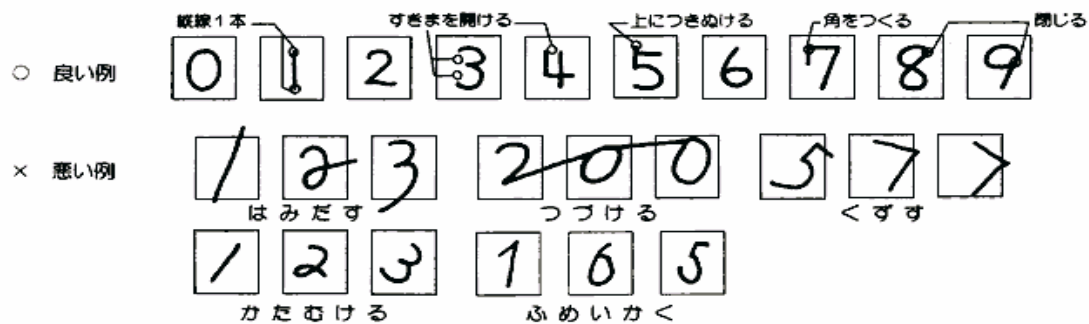 縦線1本 すきまを開ける 上につきぬける 角をつくる 閉じる
○ 良い例 0 1 2 3 4 5 6 7 8 9
× 悪い例 1 2 3 2 0 0 5 7 7
はみだす つづける くずす
1 2 3 1 6 5
かたむける ふめいかく